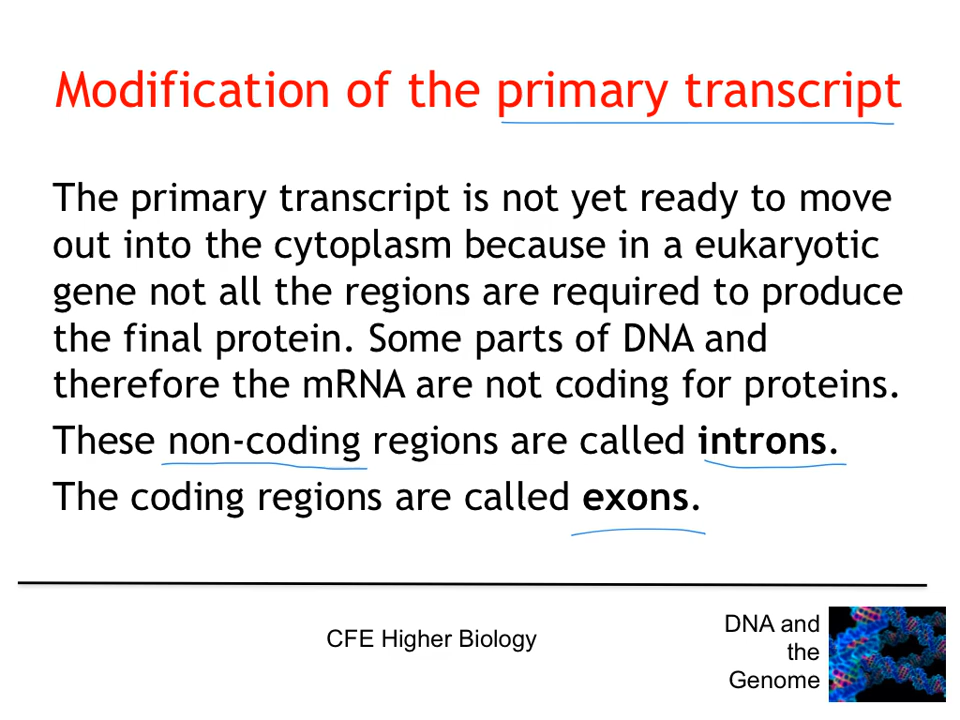 Modification of the primary transcript
The primary transcript is not yet ready to move
out into the cytoplasm because in a eukaryotic
gene not all the regions are required to produce
the final protein. Some parts of DNA and
therefore the mRNA are not coding for proteins.
These non-coding regions are called introns.
The coding regions are called exons.
CFE Higher Biology
DNA and
the
Genome